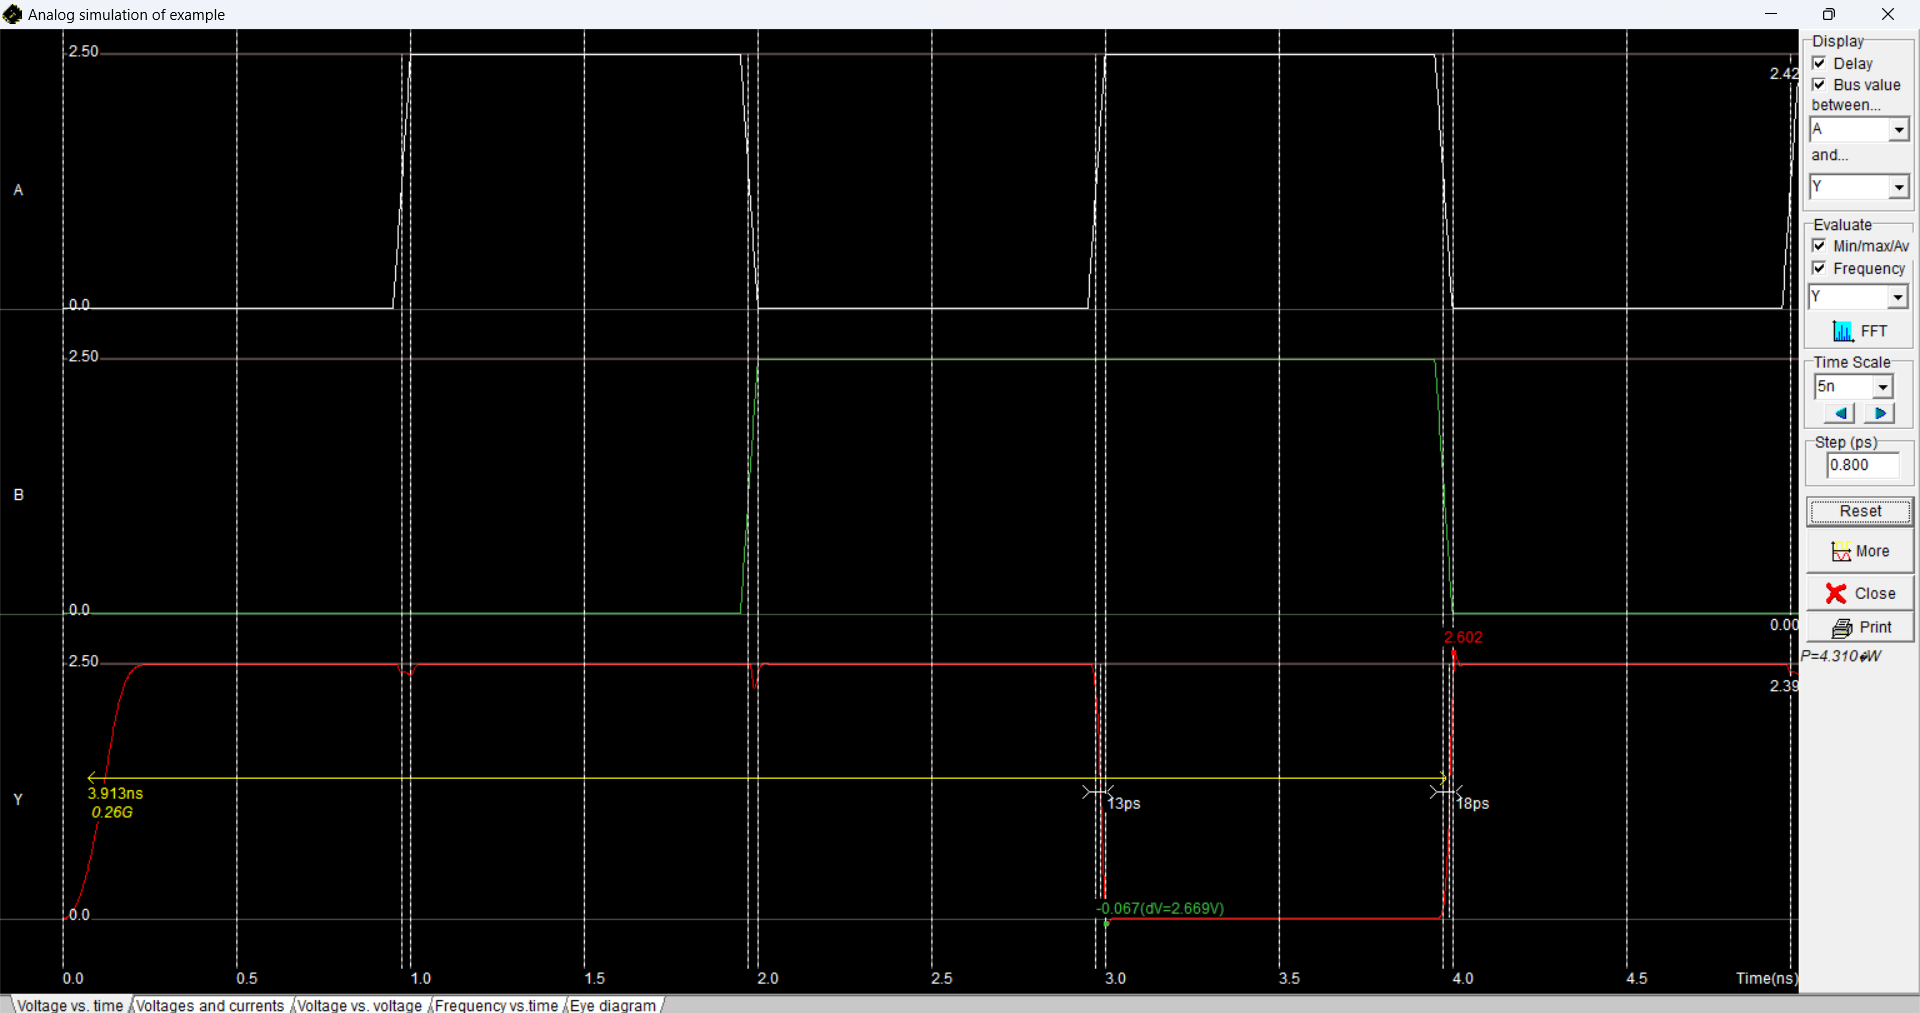 Analog simulation of example
2.50
2.42
A
0.0
2.50
B
0.0
0.00
2.602
2.50
2.39
3.913ns
0.26G
Y
13ps
18ps
-0.067(dV=2.669V)
0.0
0.0 0.5 1.0 1.5 2.0 2.5 3.0 3.5 4.0 4.5 Time(ns)
Voltage vs. time Voltages and currents Voltage vs. voltage Frequency vs.time Eye diagram
Display
Delay
Bus value
between...
A
and...
Y
Evaluate
Min/max/Av
Frequency
Y
FFT
Time Scale
5n
Step (ps)
0.800
Reset
More
Close
Print
P=4.310�W